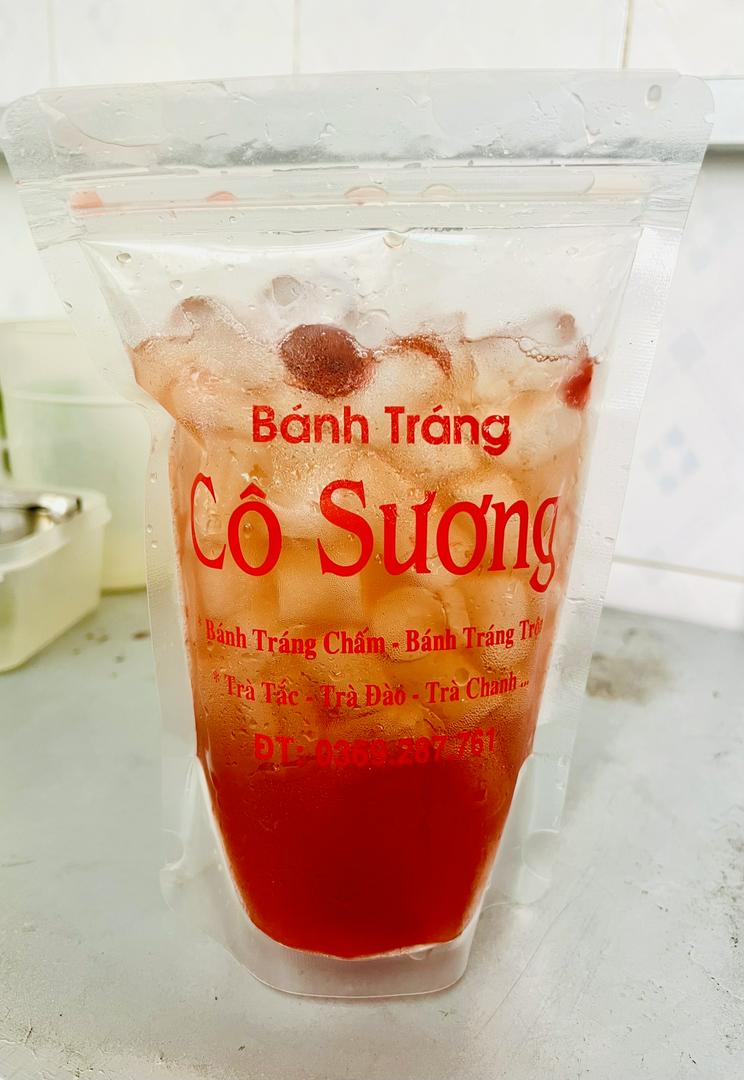 Bánh Tráng
Cô Sương
* Bánh Tráng Chấm - Bánh Tráng Trộn
* Trà Tắc - Trà Đào - Trà Chanh...
ĐT: 0369 287 761